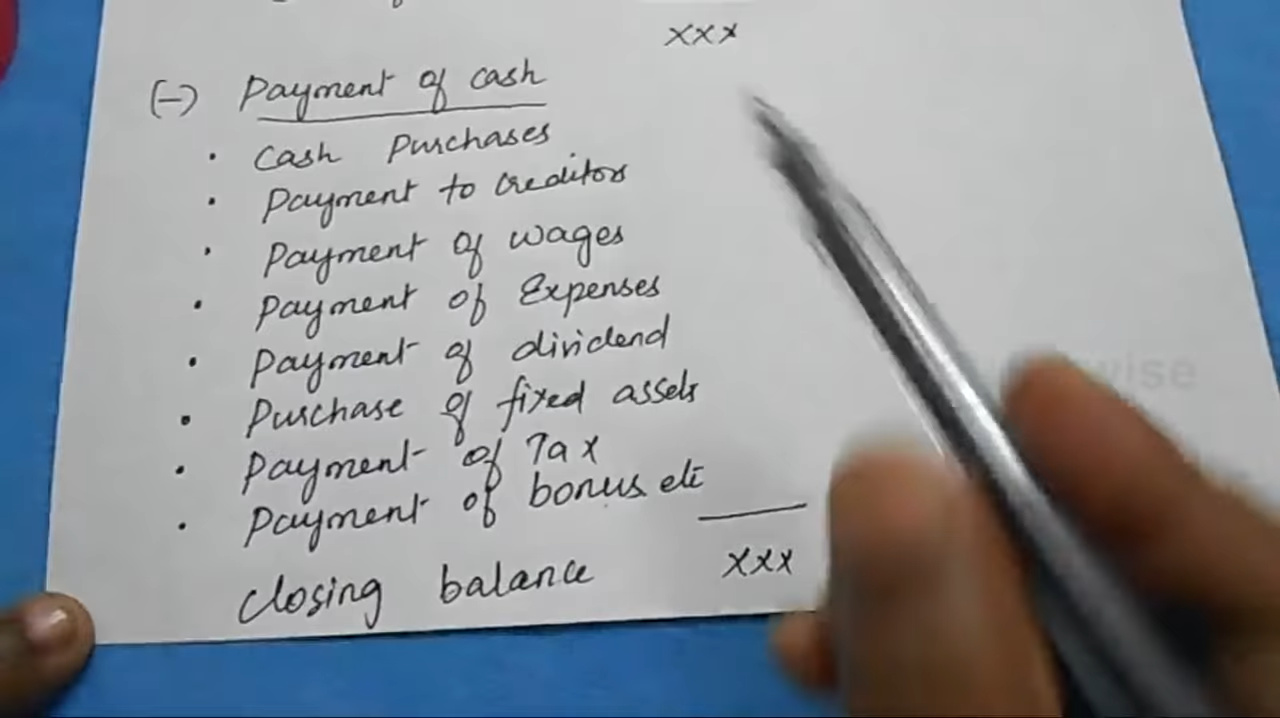 xxx
(-) Payment of cash
• Cash Purchases
• Payment to Creditors
• Payment of wages
• Payment of Expenses
• Payment of dividend
• Purchase of fixed assets
• Payment of Tax
• Payment of bonus etc
closing balance xxx
wise